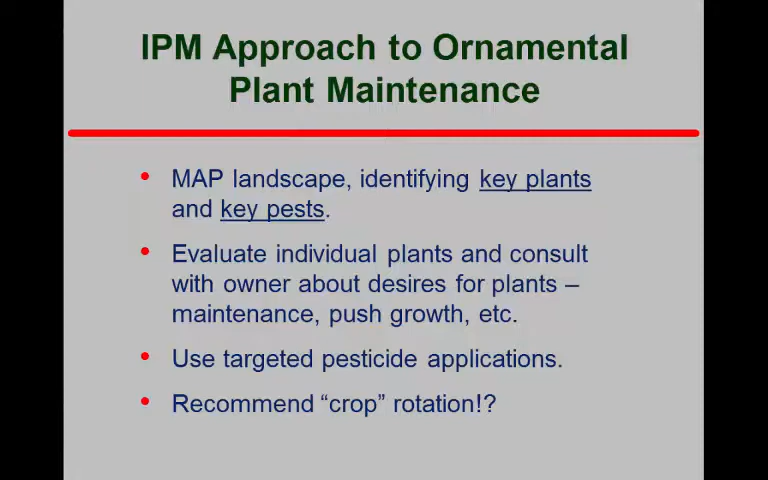 IPM Approach to Ornamental
Plant Maintenance
• MAP landscape, identifying key plants
and key pests.
• Evaluate individual plants and consult
with owner about desires for plants –
maintenance, push growth, etc.
• Use targeted pesticide applications.
• Recommend “crop” rotation!?